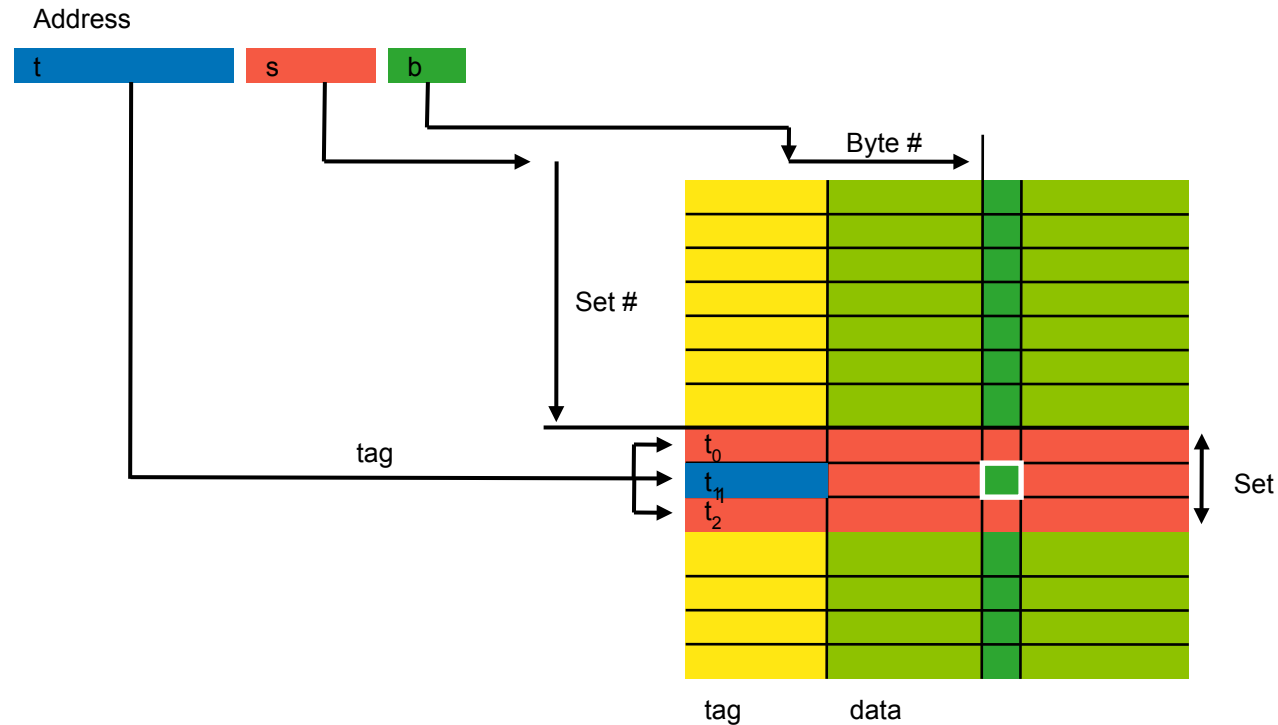 Address
t s b
Byte #
Set #
t0
tag
t1
Set
t2
tag data